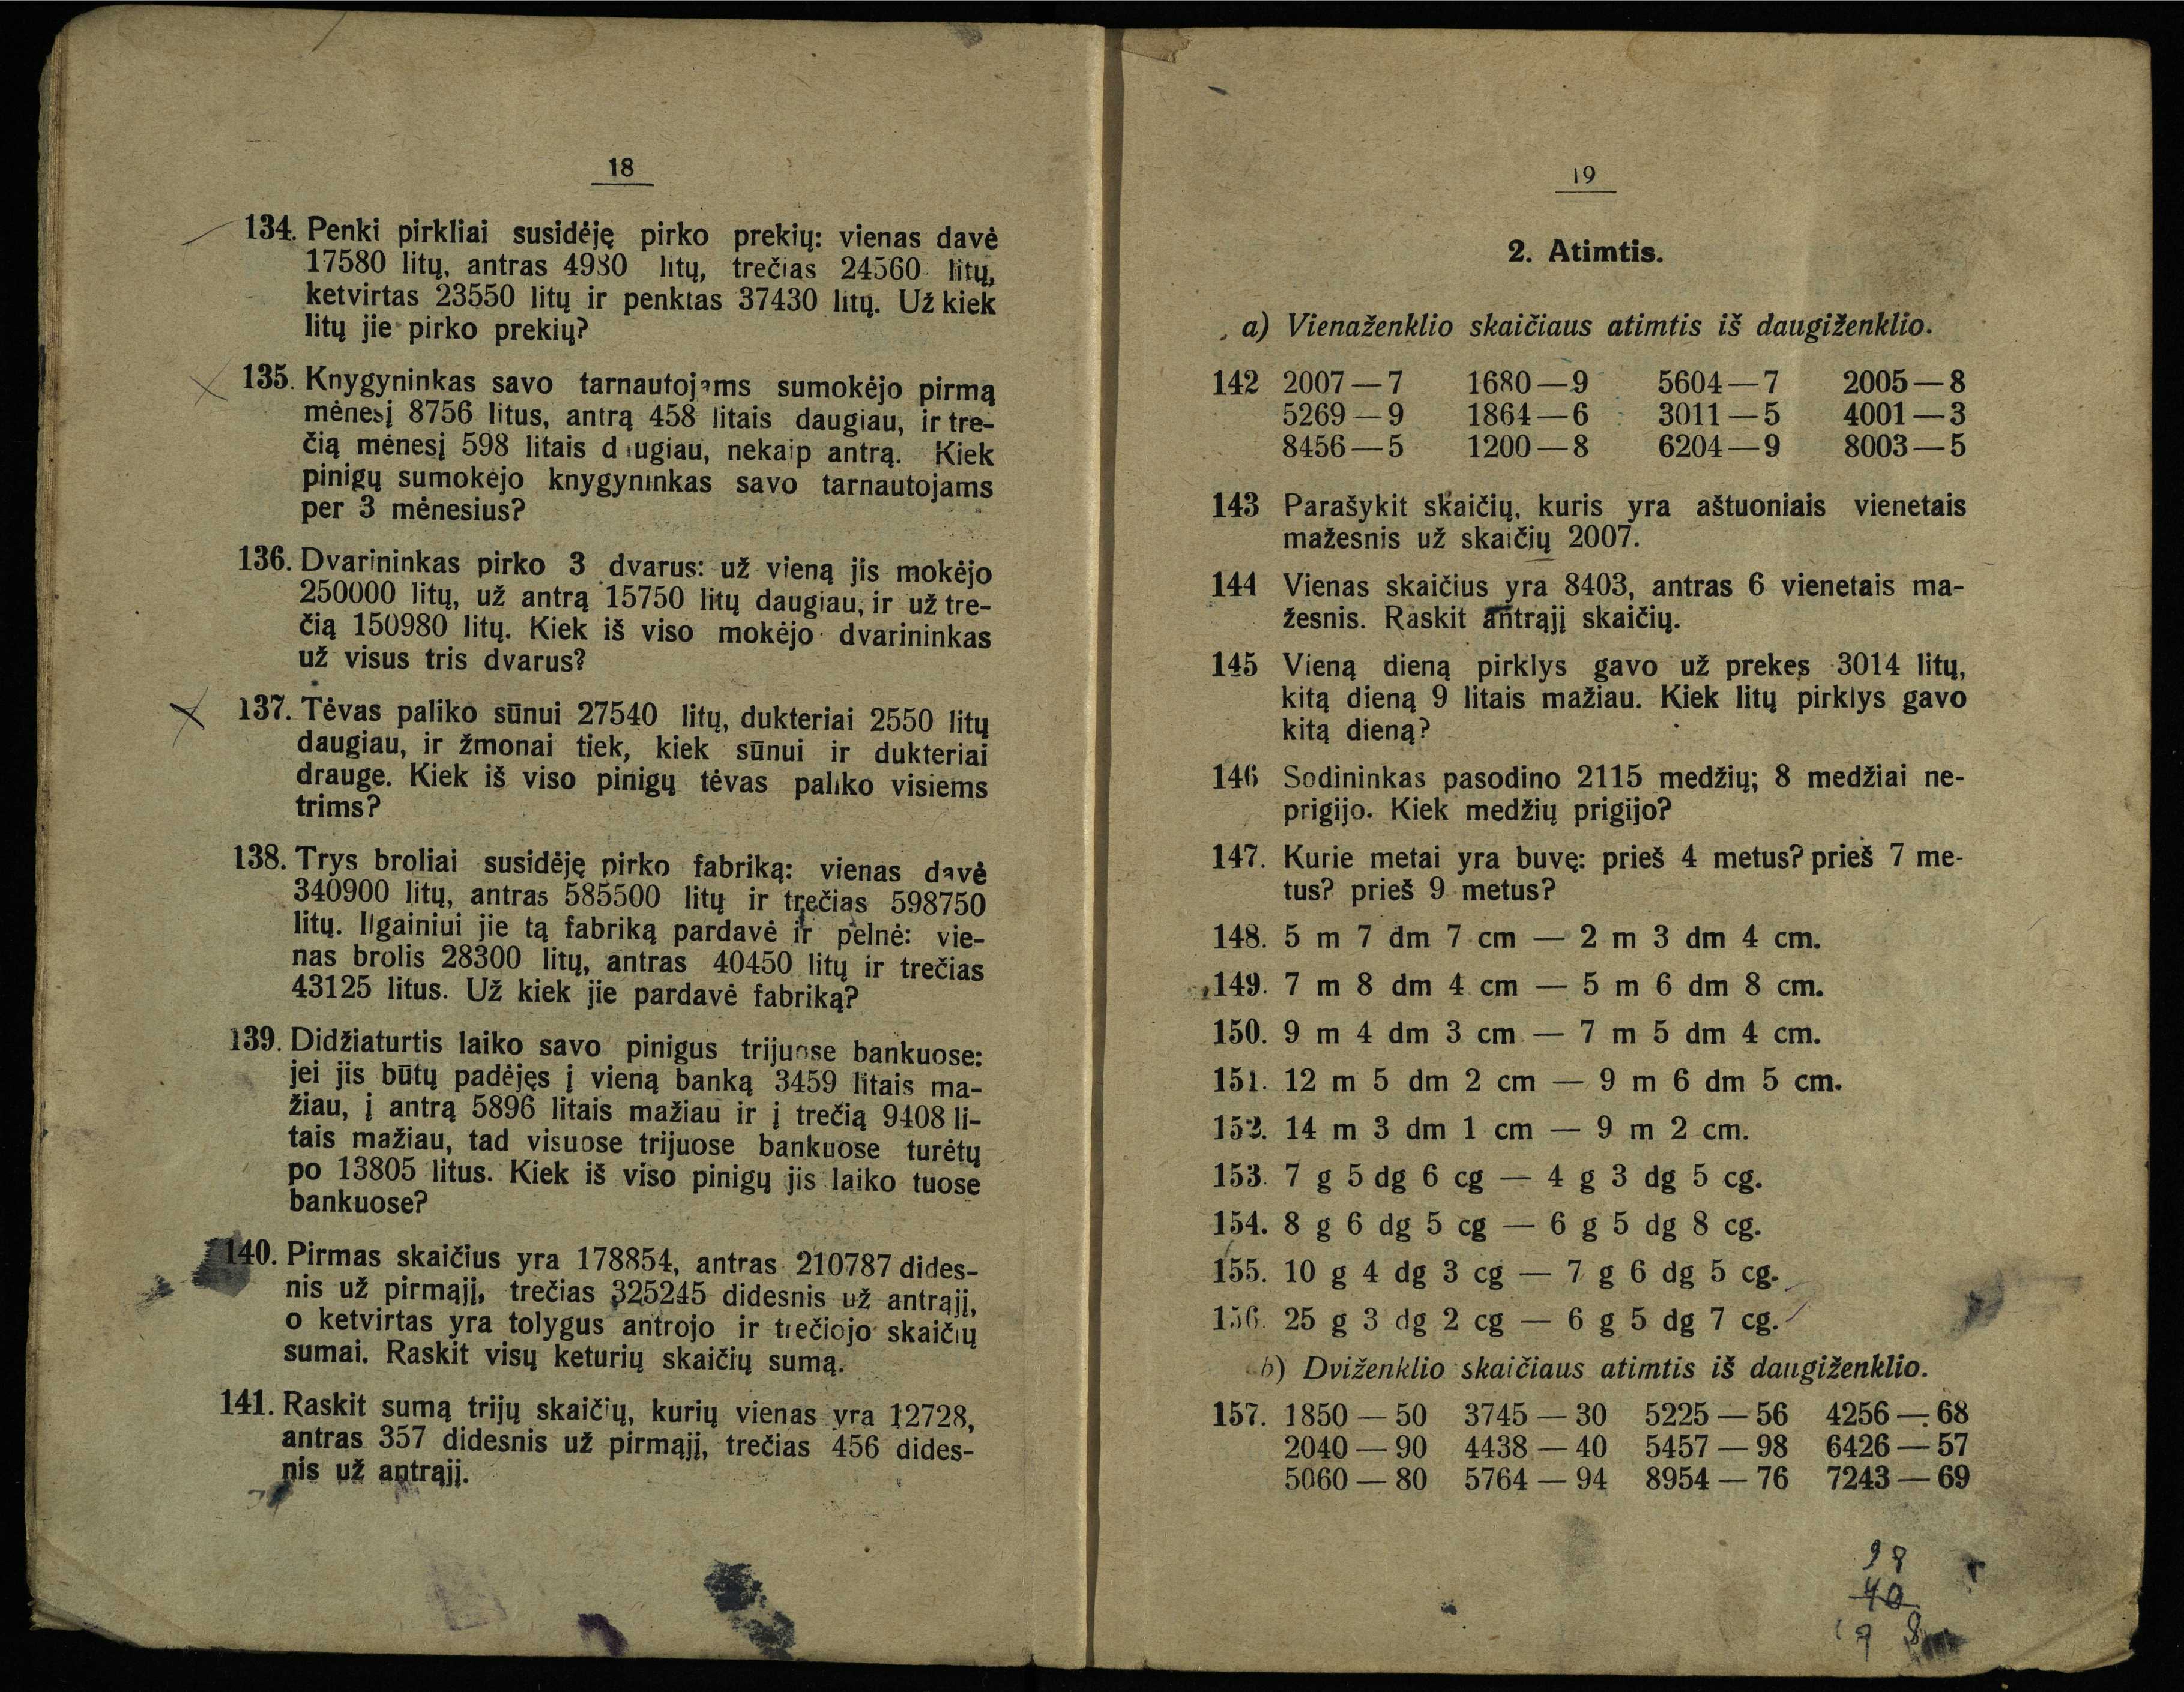 18
134. Penki pirkliai susidėję pirko prekių: vienas davė
17580 litų, antras 4980 litų, trečias 24560 litų,
ketvirtas 23550 litų ir penktas 37430 litų. Už kiek
litų jie pirko prekių?
135. Knygyninkas savo tarnautojams sumokėjo pirmą
mėnesį 8756 litus, antrą 458 litais daugiau, ir tre-
čią mėnesį 598 litais daugiau, nekaip antrą. Kiek
pinigų sumokėjo knygyninkas savo tarnautojams
per 3 mėnesius?
136. Dvarininkas pirko 3 dvarus: už vieną jis mokėjo
250000 litų, už antrą 15750 litų daugiau, ir už tre-
čią 150980 litų. Kiek iš viso mokėjo dvarininkas
už visus tris dvarus?
137. Tėvas paliko sūnui 27540 litų, dukteriai 2550 litų
daugiau, ir žmonai tiek, kiek sūnui ir dukteriai
drauge. Kiek iš viso pinigų tėvas paliko visiems
trims?
138. Trys broliai susidėję pirko fabriką: vienas davė
340900 litų, antras 585500 litų ir trečias 598750
litų. Ilgainiui jie tą fabriką pardavė ir pelnė: vie-
nas brolis 28300 litų, antras 40450 litų ir trečias
43125 litus. Už kiek jie pardavė fabriką?
139. Didžiaturtis laiko savo pinigus trijuose bankuose:
jei jis būtų padėjęs į vieną banką 3459 litais ma-
žiau, į antrą 5896 litais mažiau ir į trečią 9408 li-
tais mažiau, tad visuose trijuose bankuose turėtų
po 13805 litus. Kiek iš viso pinigų jis laiko tuose
bankuose?
140. Pirmas skaičius yra 178854, antras 210787 dides-
nis už pirmąjį, trečias 325245 didesnis už antrąjį,
o ketvirtas yra tolygus antrojo ir trečiojo skaičių
sumai. Raskit visų keturių skaičių sumą.
141. Raskit sumą trijų skaičių, kurių vienas yra 12728,
antras 357 didesnis už pirmąjį, trečias 456 dides-
nis už antrąjį.
19
2. Atimtis.
a) Vienaženklio skaičiaus atimtis iš daugiženklio.
142 2007 — 7 1680 — 9 5604 — 7 2005 — 8
5269 — 9 1864 — 6 3011 — 5 4001 — 3
8456 — 5 1200 — 8 6204 — 9 8003 — 5
143 Parašykit skaičių, kuris yra aštuoniais vienetais
mažesnis už skaičių 2007.
144 Vienas skaičius yra 8403, antras 6 vienetais ma-
žesnis. Raskit antrąjį skaičių.
145 Vieną dieną pirklys gavo už prekes 3014 litų,
kitą dieną 9 litais mažiau. Kiek litų pirklys gavo
kitą dieną?
146 Sodininkas pasodino 2115 medžių; 8 medžiai ne-
prigijo. Kiek medžių prigijo?
147. Kurie metai yra buvę: prieš 4 metus? prieš 7 me-
tus? prieš 9 metus?
148. 5 m 7 dm 7 cm — 2 m 3 dm 4 cm.
149. 7 m 8 dm 4 cm — 5 m 6 dm 8 cm.
150. 9 m 4 dm 3 cm — 7 m 5 dm 4 cm.
151. 12 m 5 dm 2 cm — 9 m 6 dm 5 cm.
152. 14 m 3 dm 1 cm — 9 m 2 cm.
153. 7 g 5 dg 6 cg — 4 g 3 dg 5 cg.
154. 8 g 6 dg 5 cg — 6 g 5 dg 8 cg.
155. 10 g 4 dg 3 cg — 7 g 6 dg 5 cg.
156. 25 g 3 dg 2 cg — 6 g 5 dg 7 cg.
b) Dviženklio skaičiaus atimtis iš daugiženklio.
157. 1850 — 50 3745 — 30 5225 — 56 4256 — 68
2040 — 90 4438 — 40 5457 — 98 6426 — 57
5060 — 80 5764 — 94 8954 — 76 7243 — 69
98
40